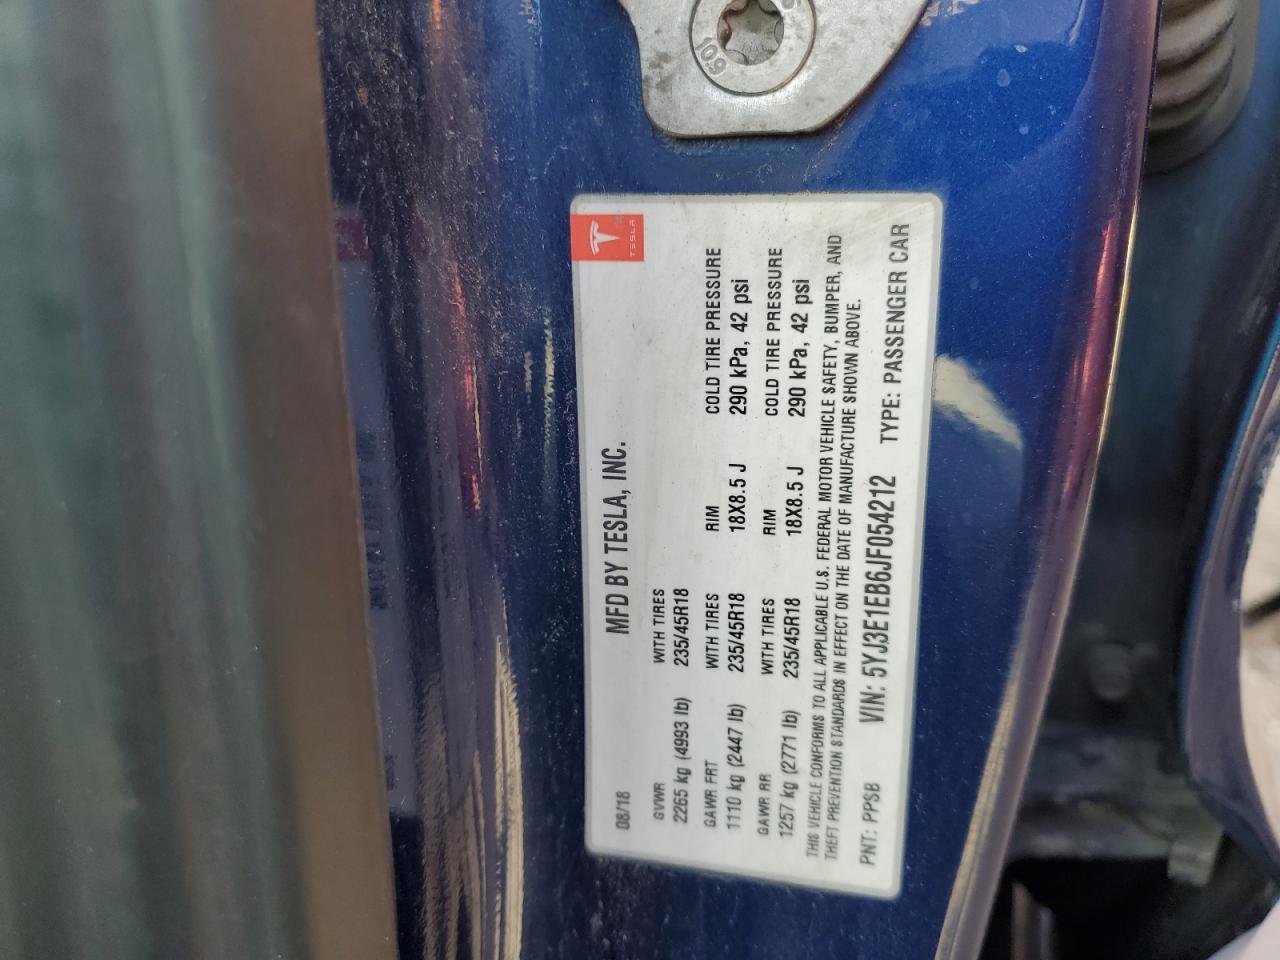 10.9
TESLA
MFD BY TESLA, INC.
08/18
GVWR WITH TIRES
2265 kg (4993 lb) 235/45R18
GAWR FRT WITH TIRES RIM COLD TIRE PRESSURE
1110 kg (2447 lb) 235/45R18 18X8.5 J 290 kPa, 42 psi
GAWR RR WITH TIRES RIM COLD TIRE PRESSURE
1257 kg (2771 lb) 235/45R18 18X8.5 J 290 kPa, 42 psi
THIS VEHICLE CONFORMS TO ALL APPLICABLE U.S. FEDERAL MOTOR VEHICLE SAFETY, BUMPER, AND
THEFT PREVENTION STANDARDS IN EFFECT ON THE DATE OF MANUFACTURE SHOWN ABOVE.
PNT: PPSB VIN: 5YJ3E1EB6JF054212 TYPE: PASSENGER CAR